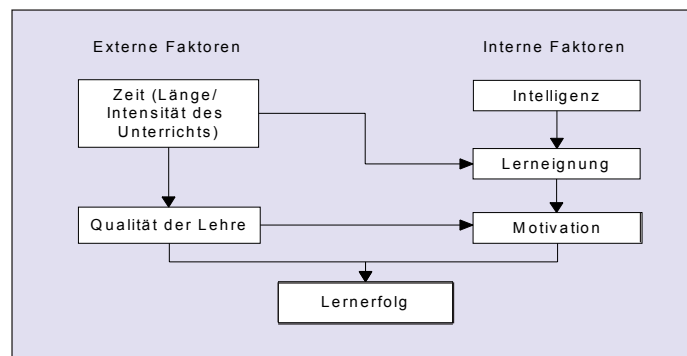 Externe Faktoren
Interne Faktoren
Zeit (Länge/
Intensität des
Unterrichts)
Intelligenz
Lerneignung
Qualität der Lehre
Motivation
Lernerfolg